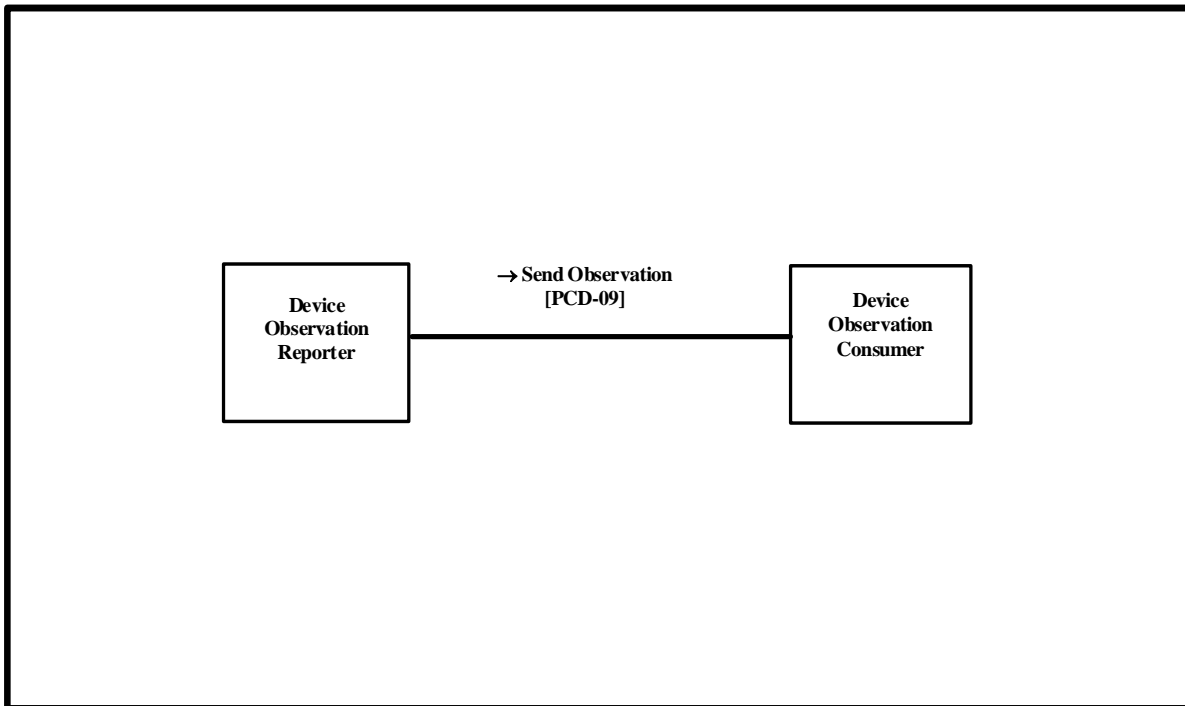 → Send Observation
[PCD-09]
Device
Observation
Reporter
Device
Observation
Consumer